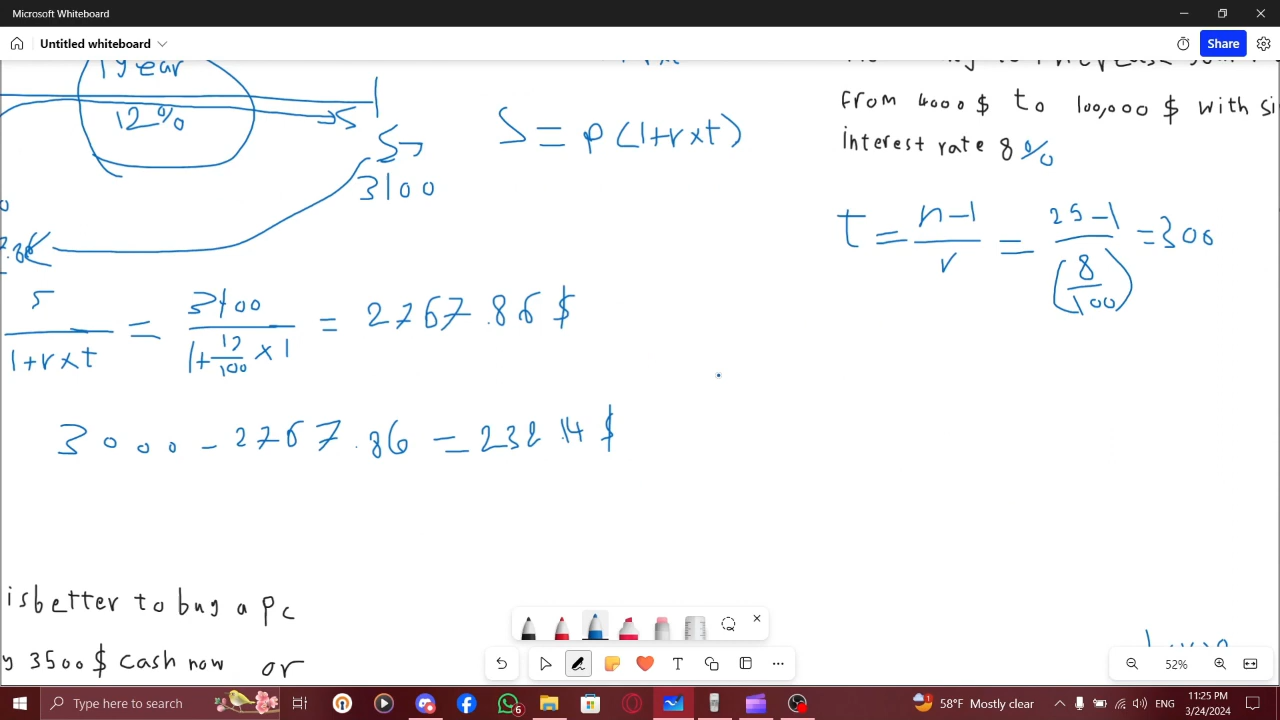 Microsoft Whiteboard
Untitled whiteboard
Share
1 year
12%
S
3100
S = p (1+r×t)
from 4000 $ to 100,000 $ with si
interest rate 8 %
t = n-1 / r = 25-1 / (8/100) = 300
S / 1+r×t = 3100 / 1+12/100 × 1 = 2767.86 $
3000 - 2767.86 = 232.14 $
is better to buy a pc
y 3500 $ cash now or
52%
Type here to search
6
58°F Mostly clear
ENG
11:25 PM
3/24/2024